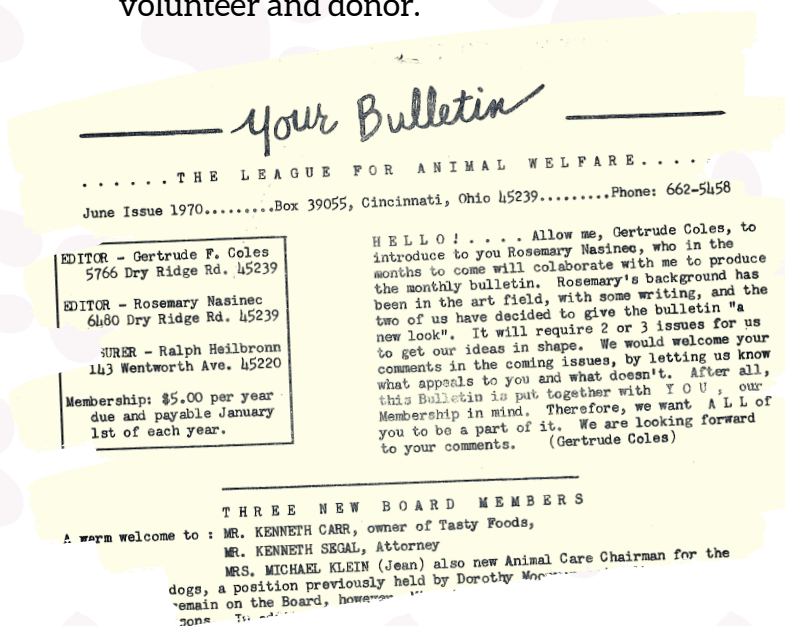 volunteer and donor.
Your Bulletin
......THE LEAGUE FOR ANIMAL WELFARE.....
June Issue 1970.........Box 39055, Cincinnati, Ohio 45239.........Phone: 662-5458
EDITOR - Gertrude F. Coles
5766 Dry Ridge Rd. 45239
EDITOR - Rosemary Nasinec
6480 Dry Ridge Rd. 45239
SURER - Ralph Heilbronn
143 Wentworth Ave. 45220
Membership: $5.00 per year
due and payable January
1st of each year.
HELLO!.... Allow me, Gertrude Coles, to
introduce to you Rosemary Nasinec, who in the
months to come will colaborate with me to produce
the monthly bulletin. Rosemary's background has
been in the art field, with some writing, and the
two of us have decided to give the bulletin "a
new look". It will require 2 or 3 issues for us
to get our ideas in shape. We would welcome your
comments in the coming issues, by letting us know
what appeals to you and what doesn't. After all,
this Bulletin is put together with Y O U , our
Membership in mind. Therefore, we want A L L of
you to be a part of it. We are looking forward
to your comments. (Gertrude Coles)
THREE NEW BOARD MEMBERS
A warm welcome to : MR. KENNETH CARR, owner of Tasty Foods,
MR. KENNETH SEGAL, Attorney
MRS. MICHAEL KLEIN (Jean) also new Animal Care Chairman for the
dogs, a position previously held by Dorothy
emain on the Board, however